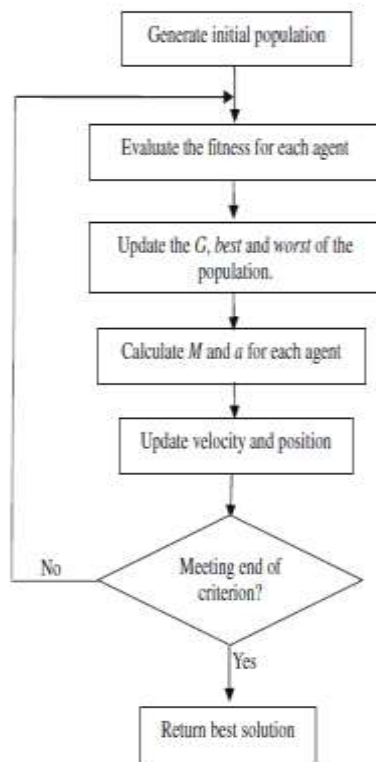 Generate initial population
Evaluate the fitness for each agent
Update the G, best and worst of the
population.
Calculate M and a for each agent
Update velocity and position
Meeting end of
criterion?
No
Yes
Return best solution